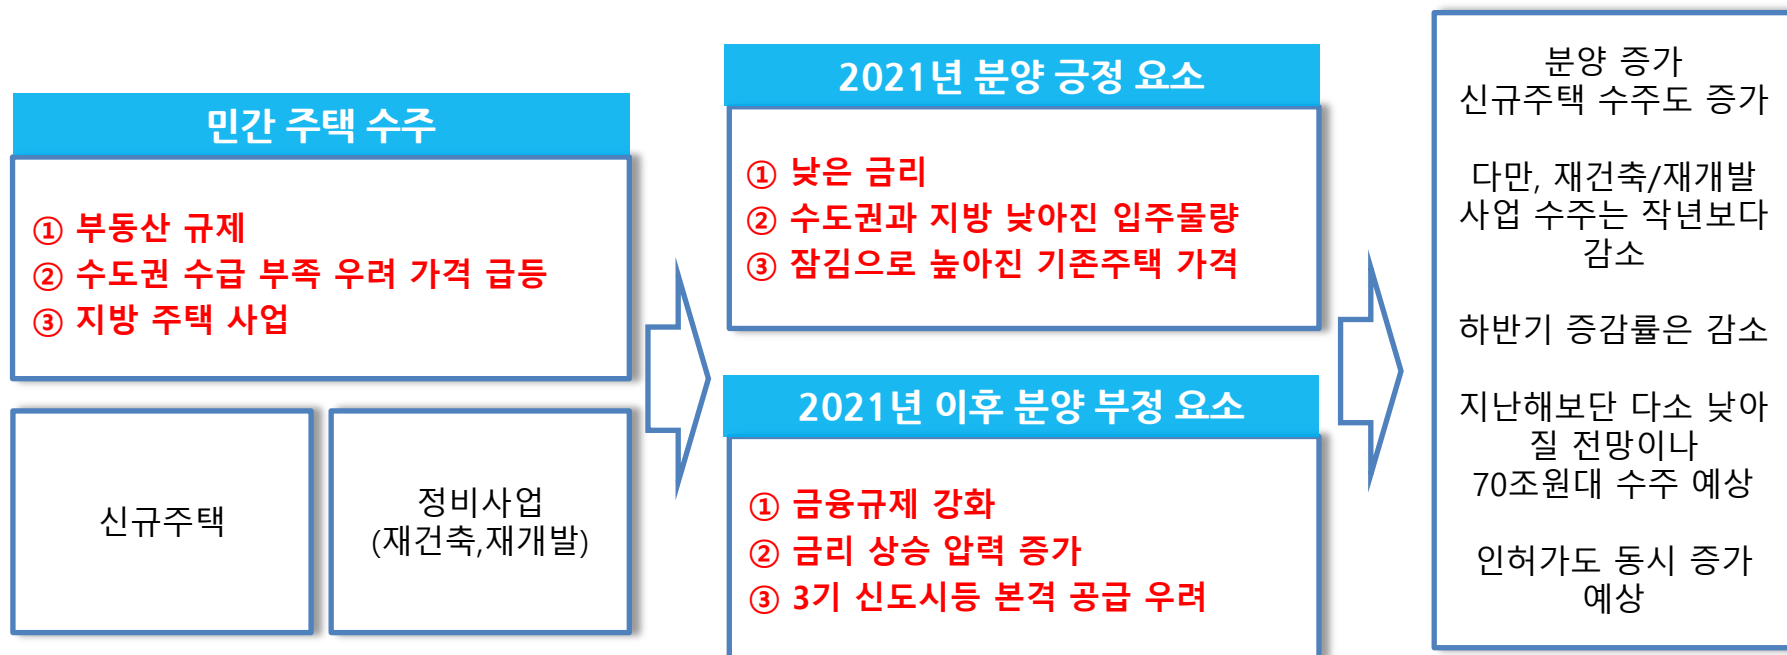 민간 주택 수주
① 부동산 규제
② 수도권 수급 부족 우려 가격 급등
③ 지방 주택 사업
신규주택
정비사업
(재건축,재개발)
2021년 분양 긍정 요소
① 낮은 금리
② 수도권과 지방 낮아진 입주물량
③ 잠김으로 높아진 기존주택 가격
2021년 이후 분양 부정 요소
① 금융규제 강화
② 금리 상승 압력 증가
③ 3기 신도시등 본격 공급 우려
분양 증가
신규주택 수주도 증가
다만, 재건축/재개발
사업 수주는 작년보다
감소
하반기 증감률은 감소
지난해보단 다소 낮아
질 전망이나
70조원대 수주 예상
인허가도 동시 증가
예상